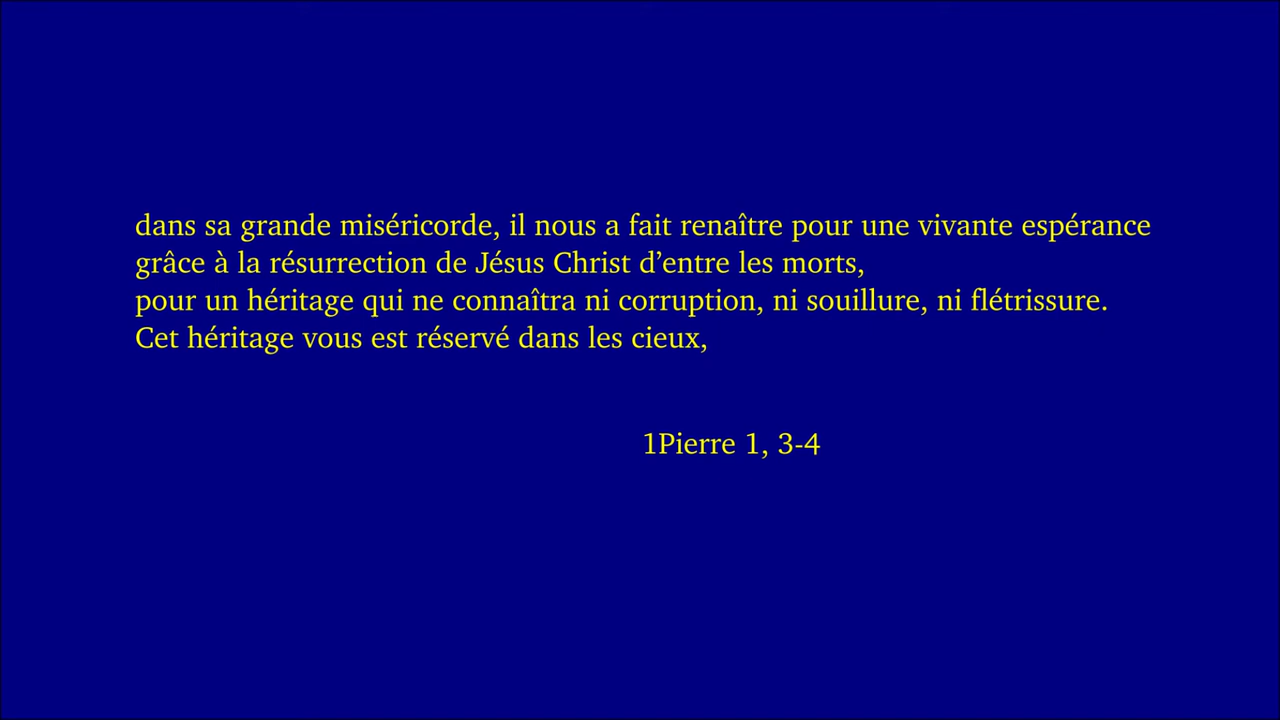 dans sa grande miséricorde, il nous a fait renaître pour une vivante espérance
grâce à la résurrection de Jésus Christ d’entre les morts,
pour un héritage qui ne connaîtra ni corruption, ni souillure, ni flétrissure.
Cet héritage vous est réservé dans les cieux,
1Pierre 1, 3-4